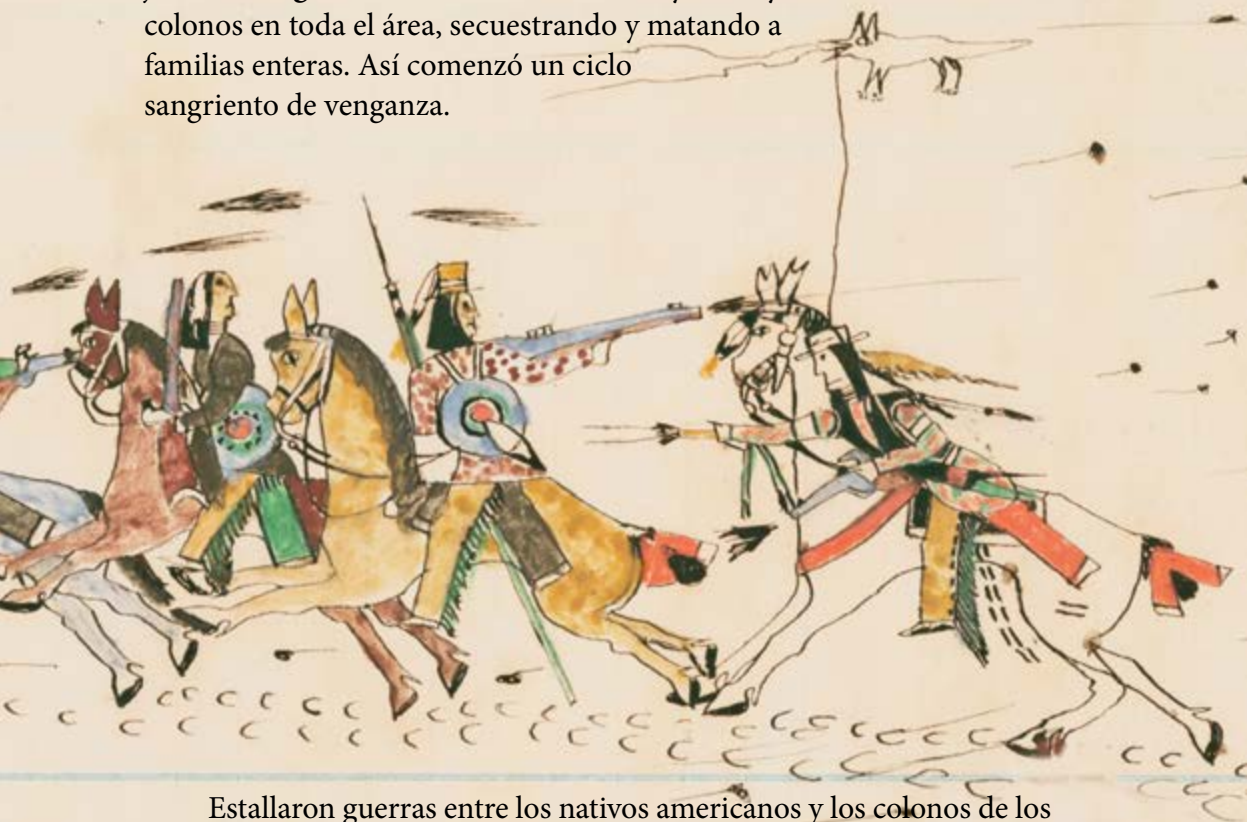 colonos en toda el área, secuestrando y matando a
familias enteras. Así comenzó un ciclo
sangriento de venganza.
Estallaron guerras entre los nativos americanos y los colonos de los